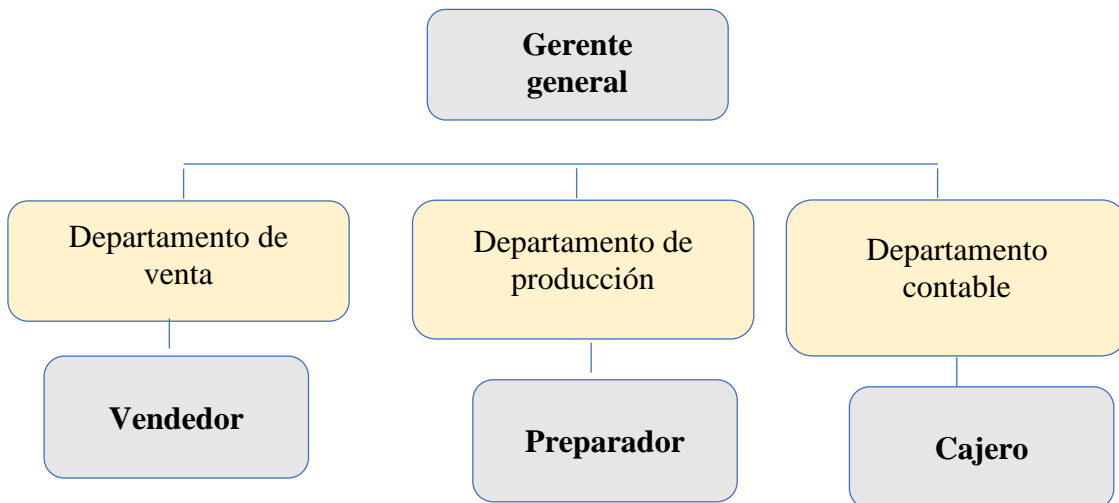 Gerente
general
Departamento de
venta
Departamento de
producción
Departamento
contable
Vendedor
Preparador
Cajero